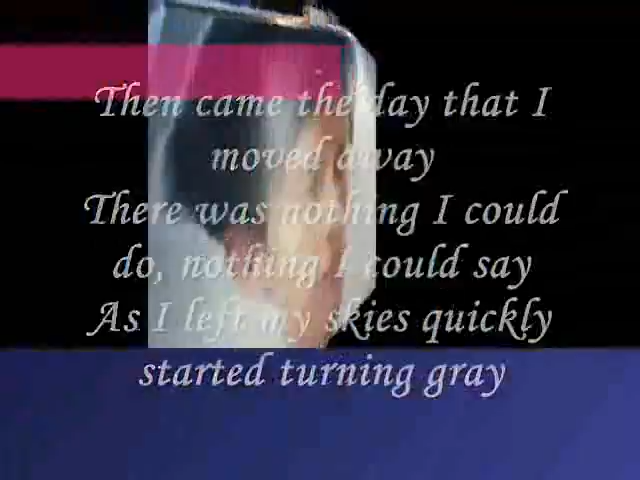 Then came the day that I
moved away
There was nothing I could
do, nothing I could say
As I left my skies quickly
started turning gray